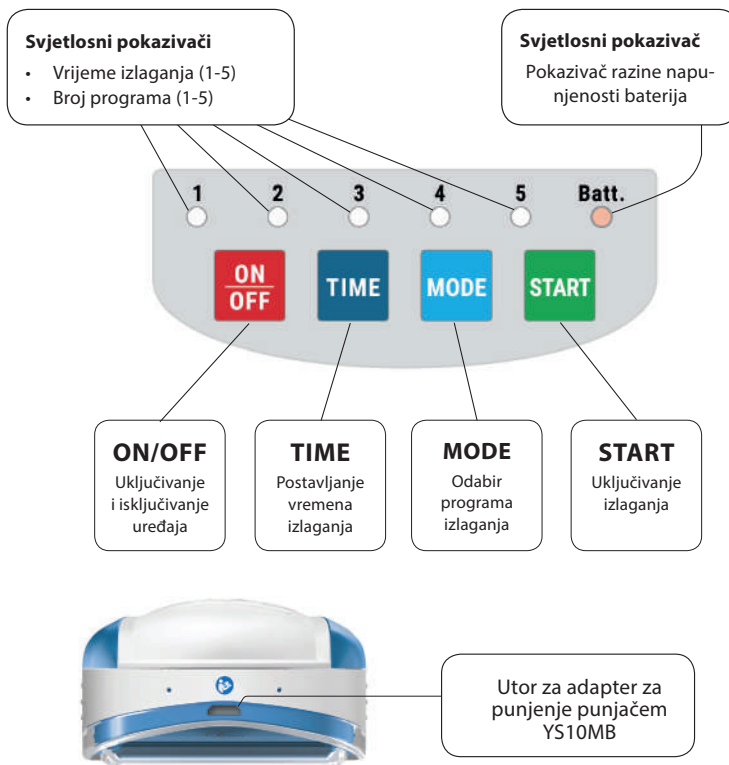 Svjetlosni pokazivači
• Vrijeme izlaganja (1-5)
• Broj programa (1-5)
Svjetlosni pokazivač
Pokazivač razine napu-
njenosti baterija
1 2 3 4 5 Batt.
ON
OFF
TIME
MODE
START
ON/OFF
Uključivanje
i isključivanje
uređaja
TIME
Postavljanje
vremena
izlaganja
MODE
Odabir
programa
izlaganja
START
Uključivanje
izlaganja
Utor za adapter za
punjenje punjačem
YS10MB